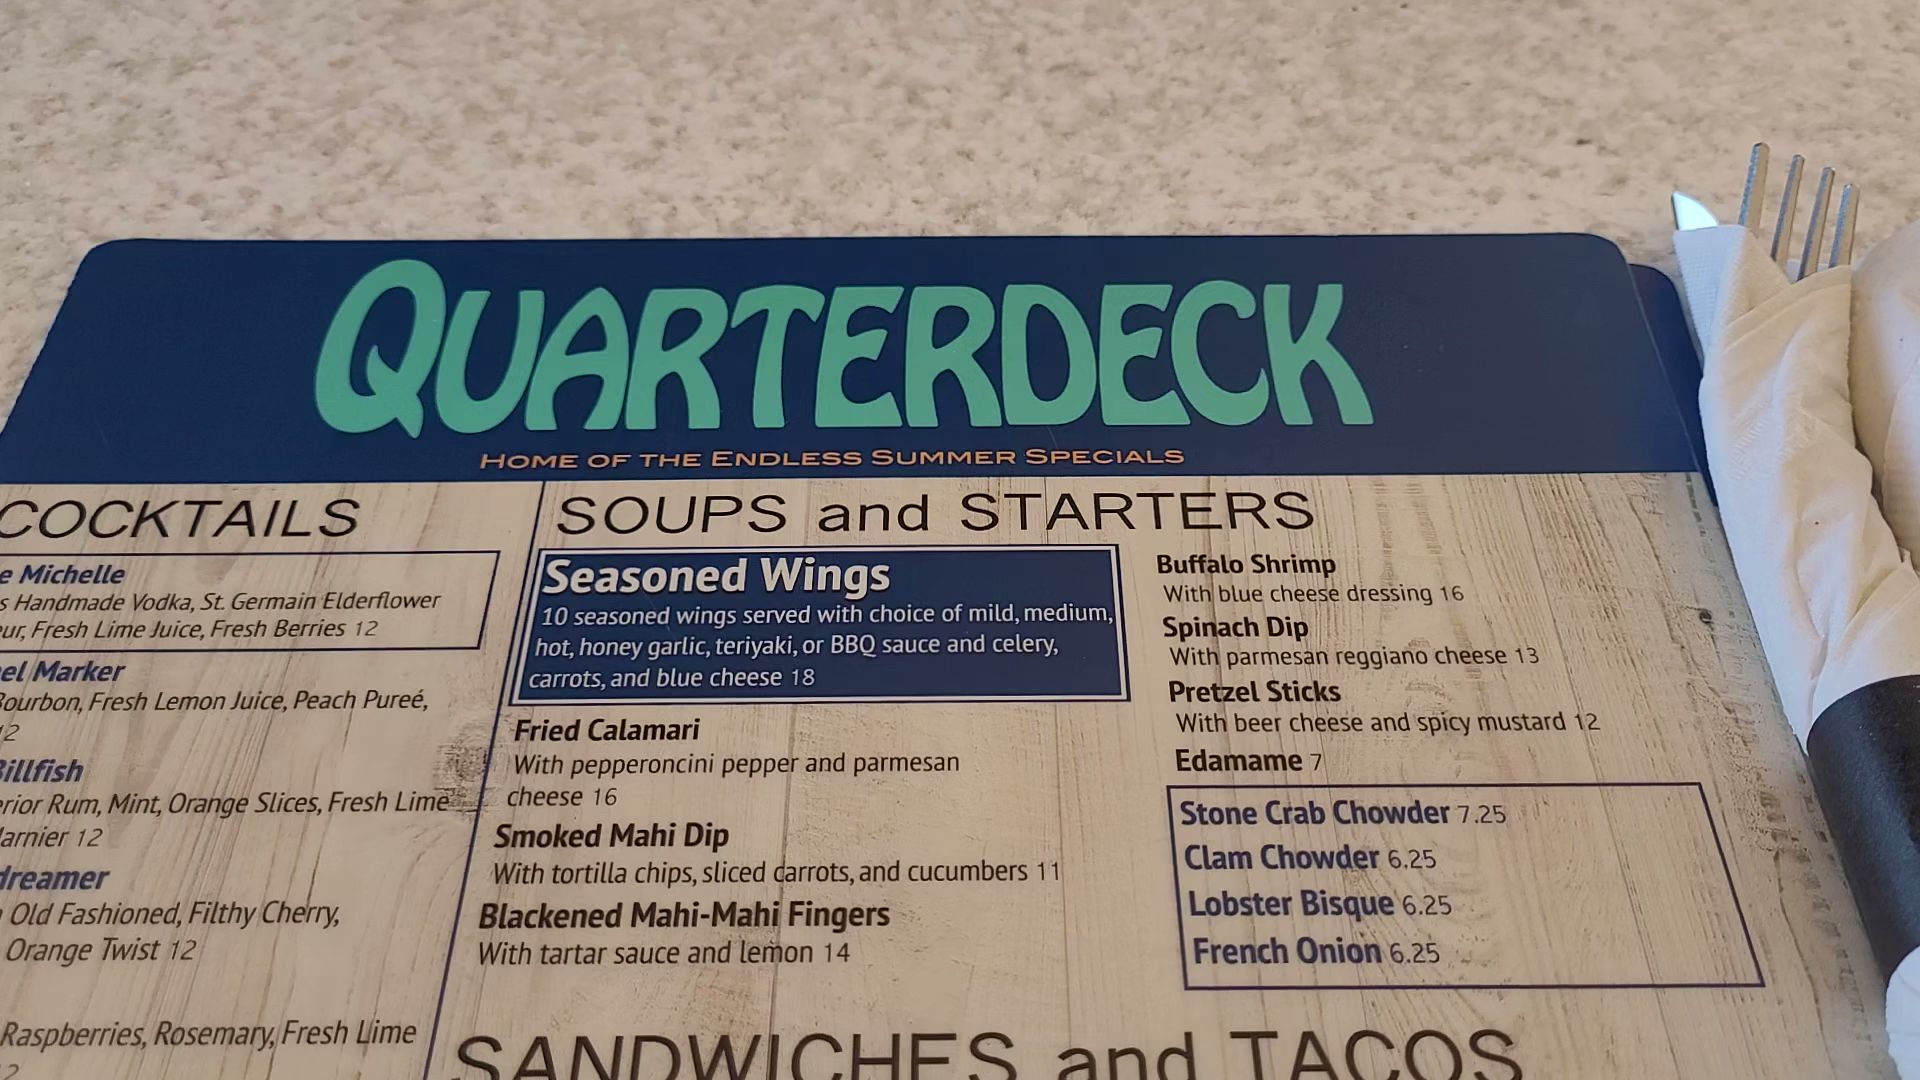 QUARTERDECK
HOME OF THE ENDLESS SUMMER SPECIALS
COCKTAILS
e Michelle
s Handmade Vodka, St. Germain Elderflower
eur, Fresh Lime Juice, Fresh Berries 12
el Marker
Bourbon, Fresh Lemon Juice, Peach Pureé,
12
Billfish
erior Rum, Mint, Orange Slices, Fresh Lime
arnier 12
dreamer
Old Fashioned, Filthy Cherry,
Orange Twist 12
Raspberries, Rosemary, Fresh Lime
SOUPS and STARTERS
Seasoned Wings
10 seasoned wings served with choice of mild, medium,
hot, honey garlic, teriyaki, or BBQ sauce and celery,
carrots, and blue cheese 18
Fried Calamari
With pepperoncini pepper and parmesan
cheese 16
Smoked Mahi Dip
With tortilla chips, sliced carrots, and cucumbers 11
Blackened Mahi-Mahi Fingers
With tartar sauce and lemon 14
Buffalo Shrimp
With blue cheese dressing 16
Spinach Dip
With parmesan reggiano cheese 13
Pretzel Sticks
With beer cheese and spicy mustard 12
Edamame 7
Stone Crab Chowder 7.25
Clam Chowder 6.25
Lobster Bisque 6.25
French Onion 6.25
SANDWICHES and TACOS